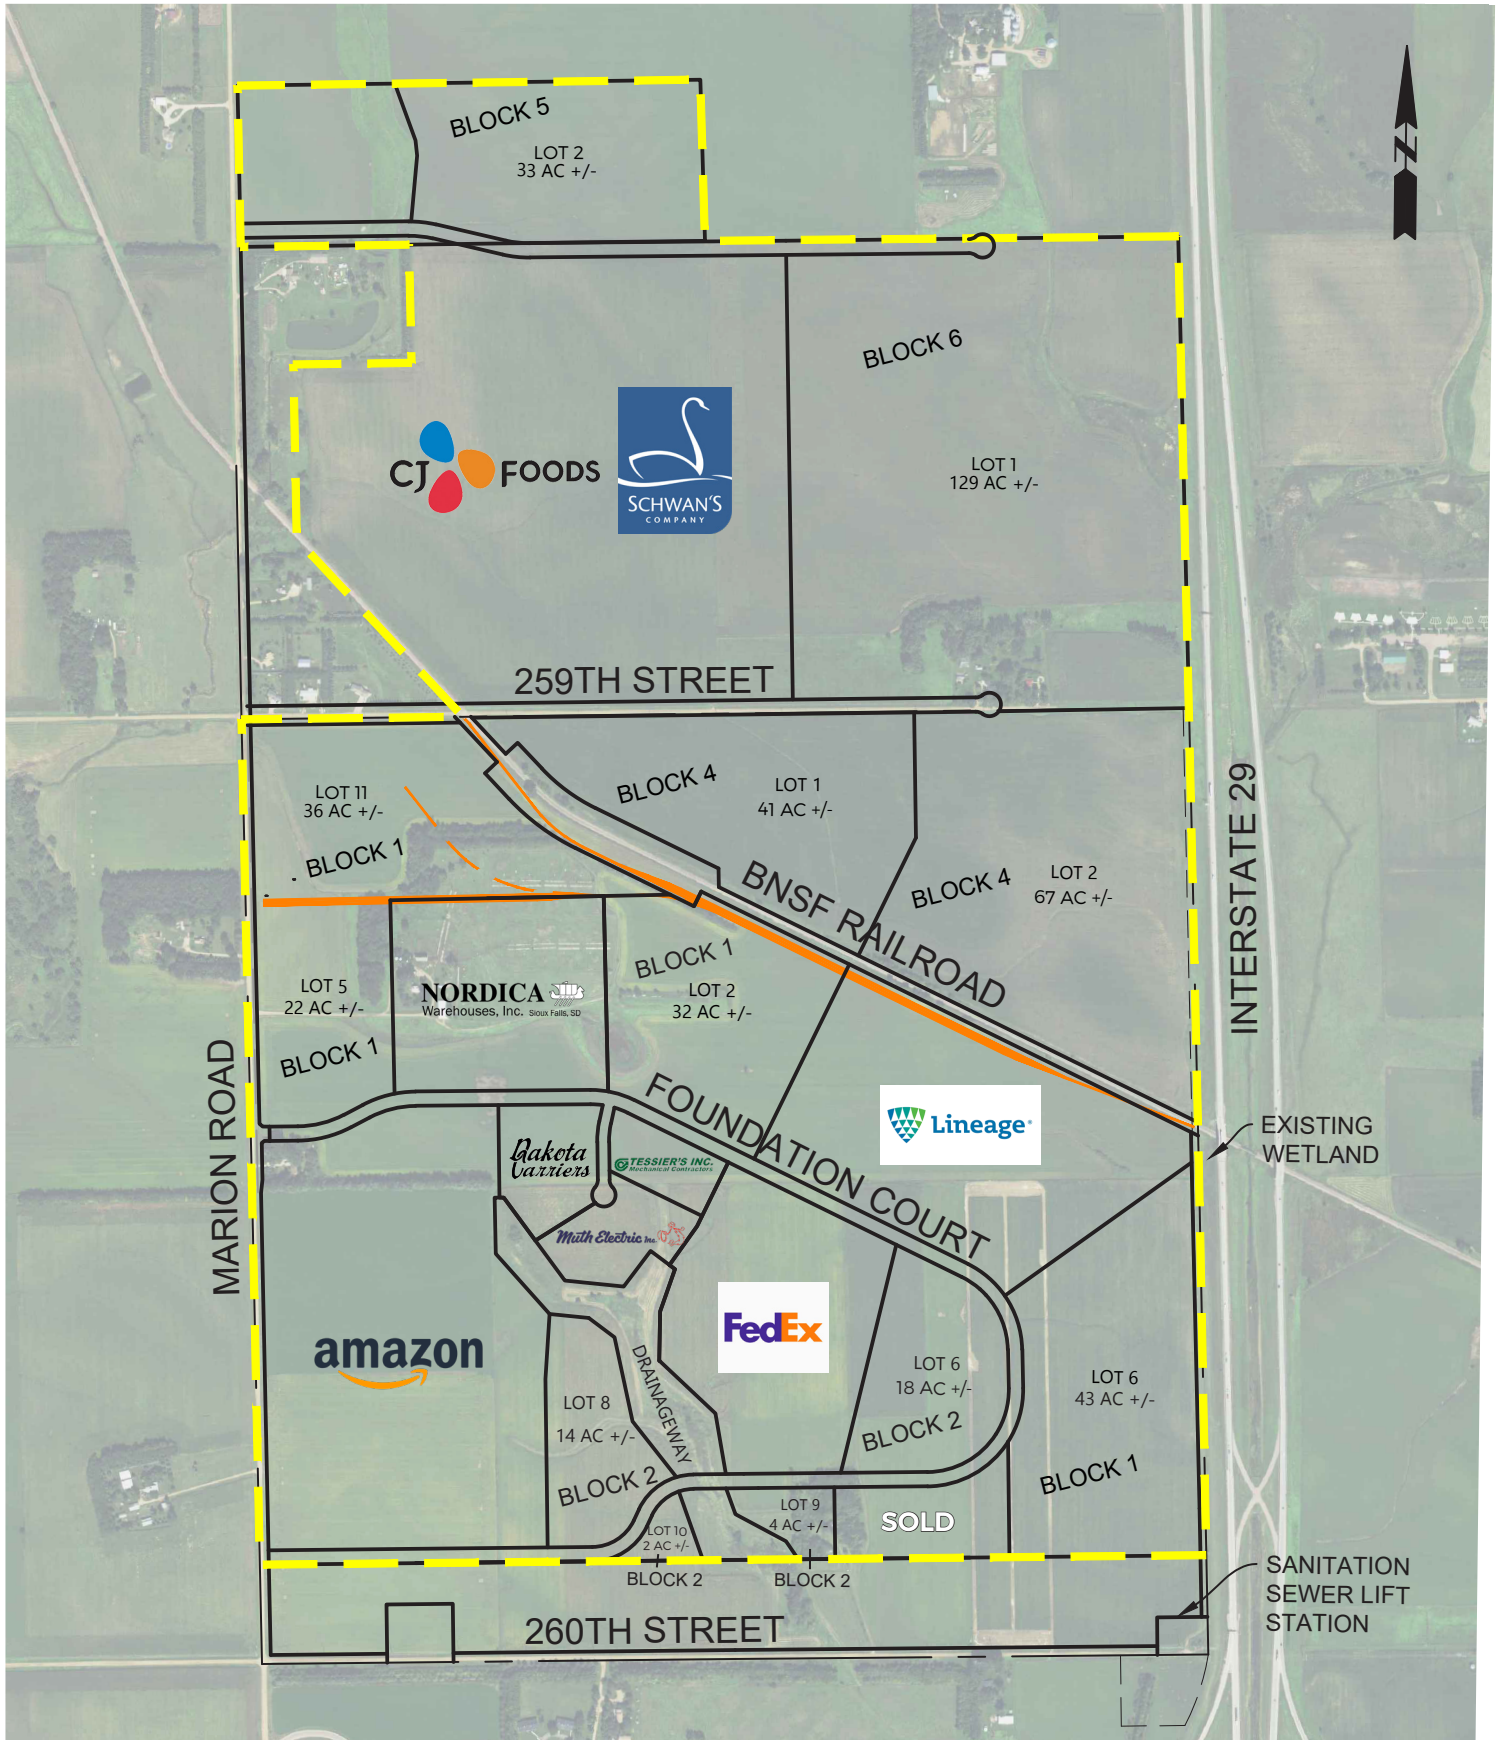 BLOCK 5
LOT 2
33 AC +/-
N
BLOCK 6
CJ FOODS
SCHWAN'S
COMPANY
LOT 1
129 AC +/-
259TH STREET
LOT 11
36 AC +/-
BLOCK 1
BLOCK 4
LOT 1
41 AC +/-
BLOCK 4
LOT 2
67 AC +/-
BNSF RAILROAD
INTERSTATE 29
LOT 5
22 AC +/-
BLOCK 1
NORDICA
Warehouses, Inc. Sioux Falls, SD
BLOCK 1
LOT 2
32 AC +/-
MARION ROAD
FOUNDATION COURT
Lineage
EXISTING
WETLAND
Dakota
Carriers
TESSIER'S INC.
Mechanical Contractors
Muth Electric Inc.
amazon
FedEx
DRAINAGEWAY
LOT 8
14 AC +/-
BLOCK 2
LOT 6
18 AC +/-
BLOCK 2
LOT 6
43 AC +/-
BLOCK 1
LOT 10
2 AC +/-
LOT 9
4 AC +/-
SOLD
BLOCK 2
BLOCK 2
260TH STREET
SANITATION
SEWER LIFT
STATION